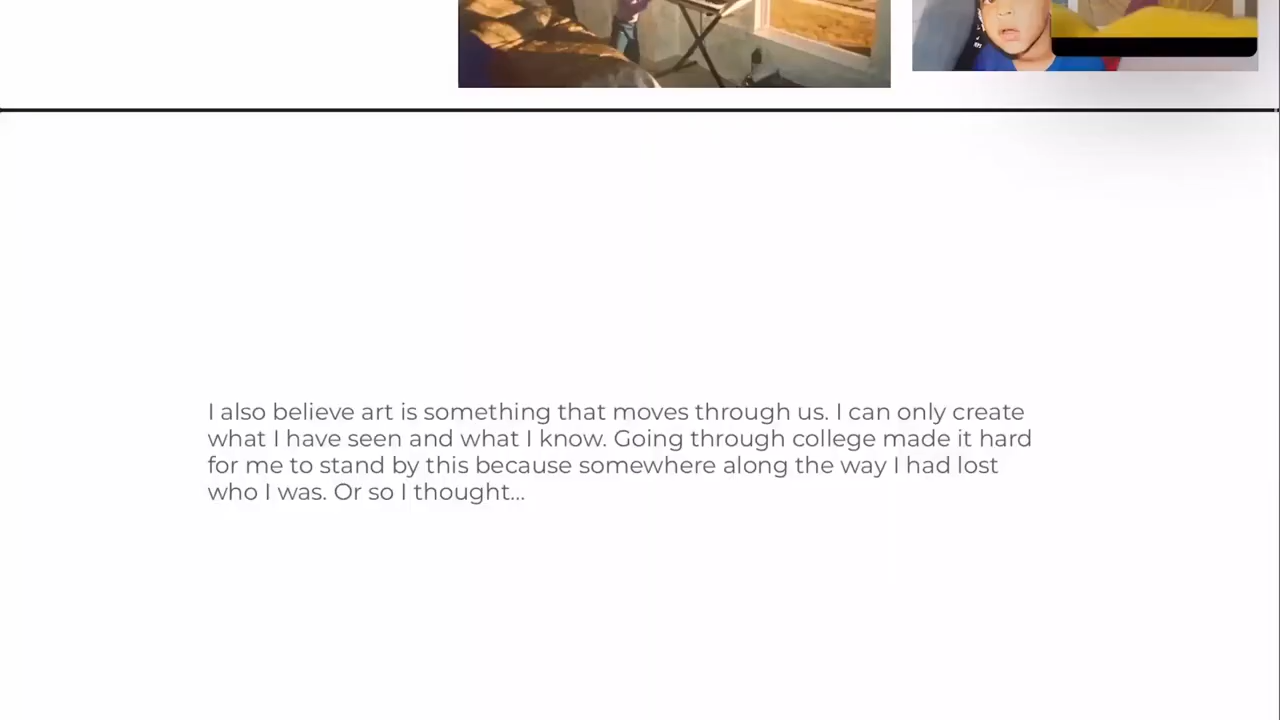 I also believe art is something that moves through us. I can only create
what I have seen and what I know. Going through college made it hard
for me to stand by this because somewhere along the way I had lost
who I was. Or so I thought...